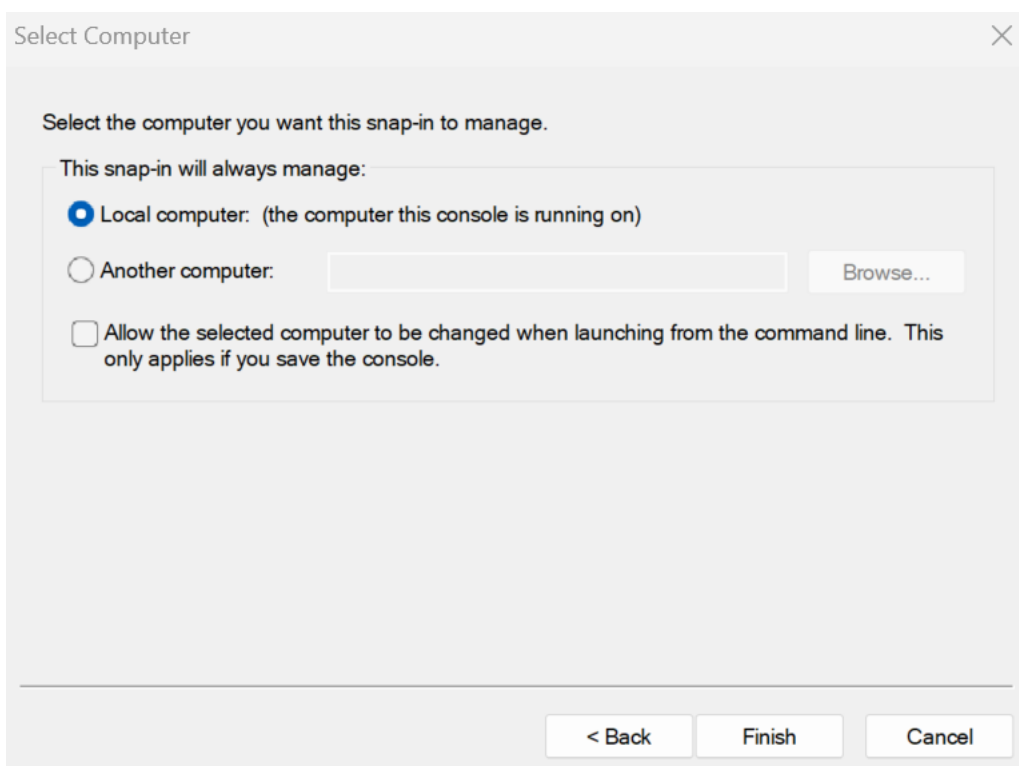 Select Computer
Select the computer you want this snap-in to manage.
This snap-in will always manage:
Local computer:  (the computer this console is running on)
Another computer:
Browse...
Allow the selected computer to be changed when launching from the command line.  This
only applies if you save the console.
< Back
Finish
Cancel